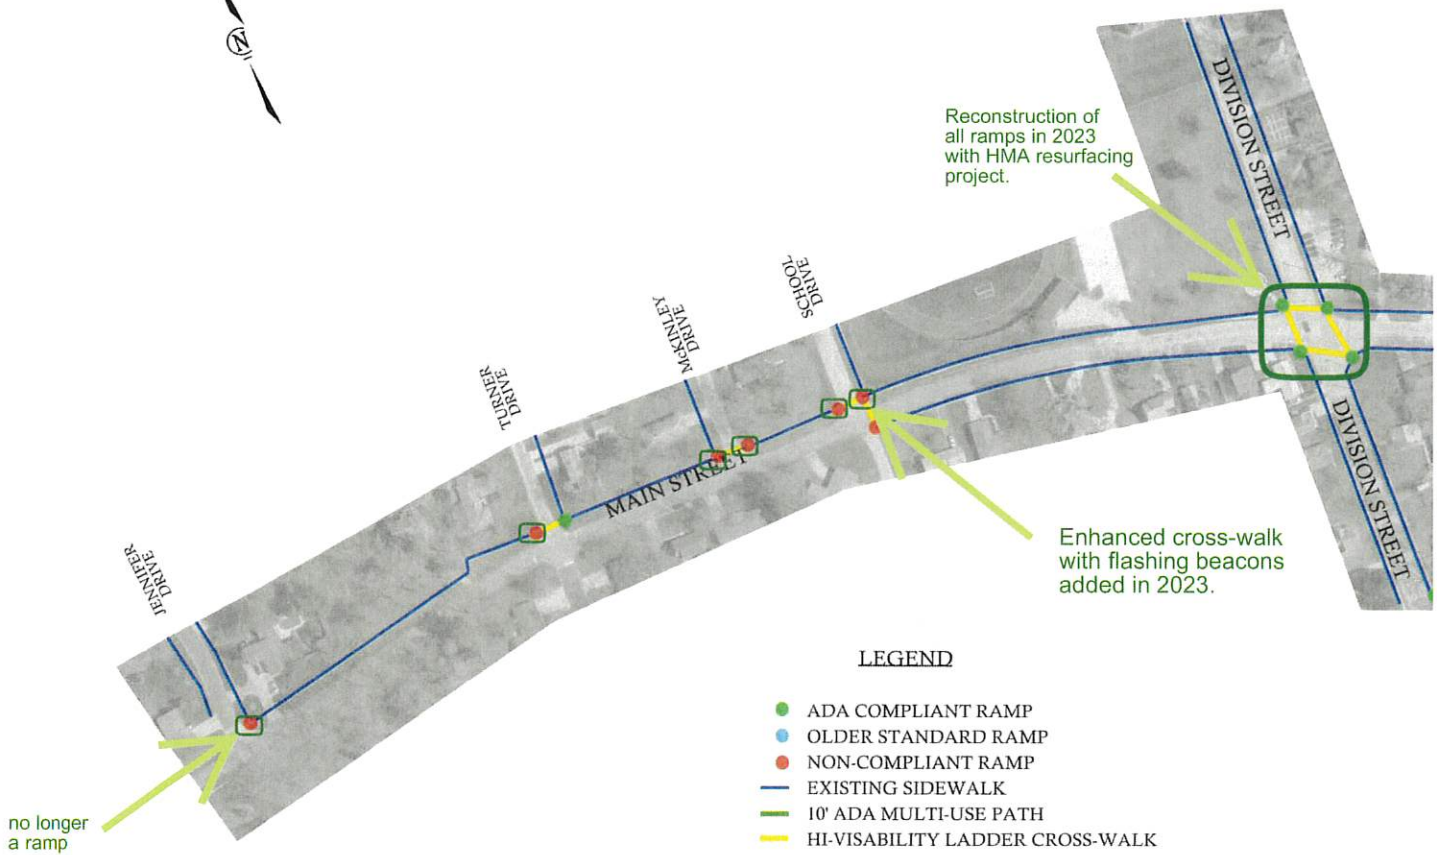 N
DIVISION STREET
Reconstruction of
all ramps in 2023
with HMA resurfacing
project.
SCHOOL
DRIVE
McKINLEY
DRIVE
TURNER
DRIVE
MAIN STREET
JENNIFER
DRIVE
DIVISION STREET
Enhanced cross-walk
with flashing beacons
added in 2023.
no longer
a ramp
LEGEND
ADA COMPLIANT RAMP
OLDER STANDARD RAMP
NON-COMPLIANT RAMP
EXISTING SIDEWALK
10' ADA MULTI-USE PATH
HI-VISABILITY LADDER CROSS-WALK